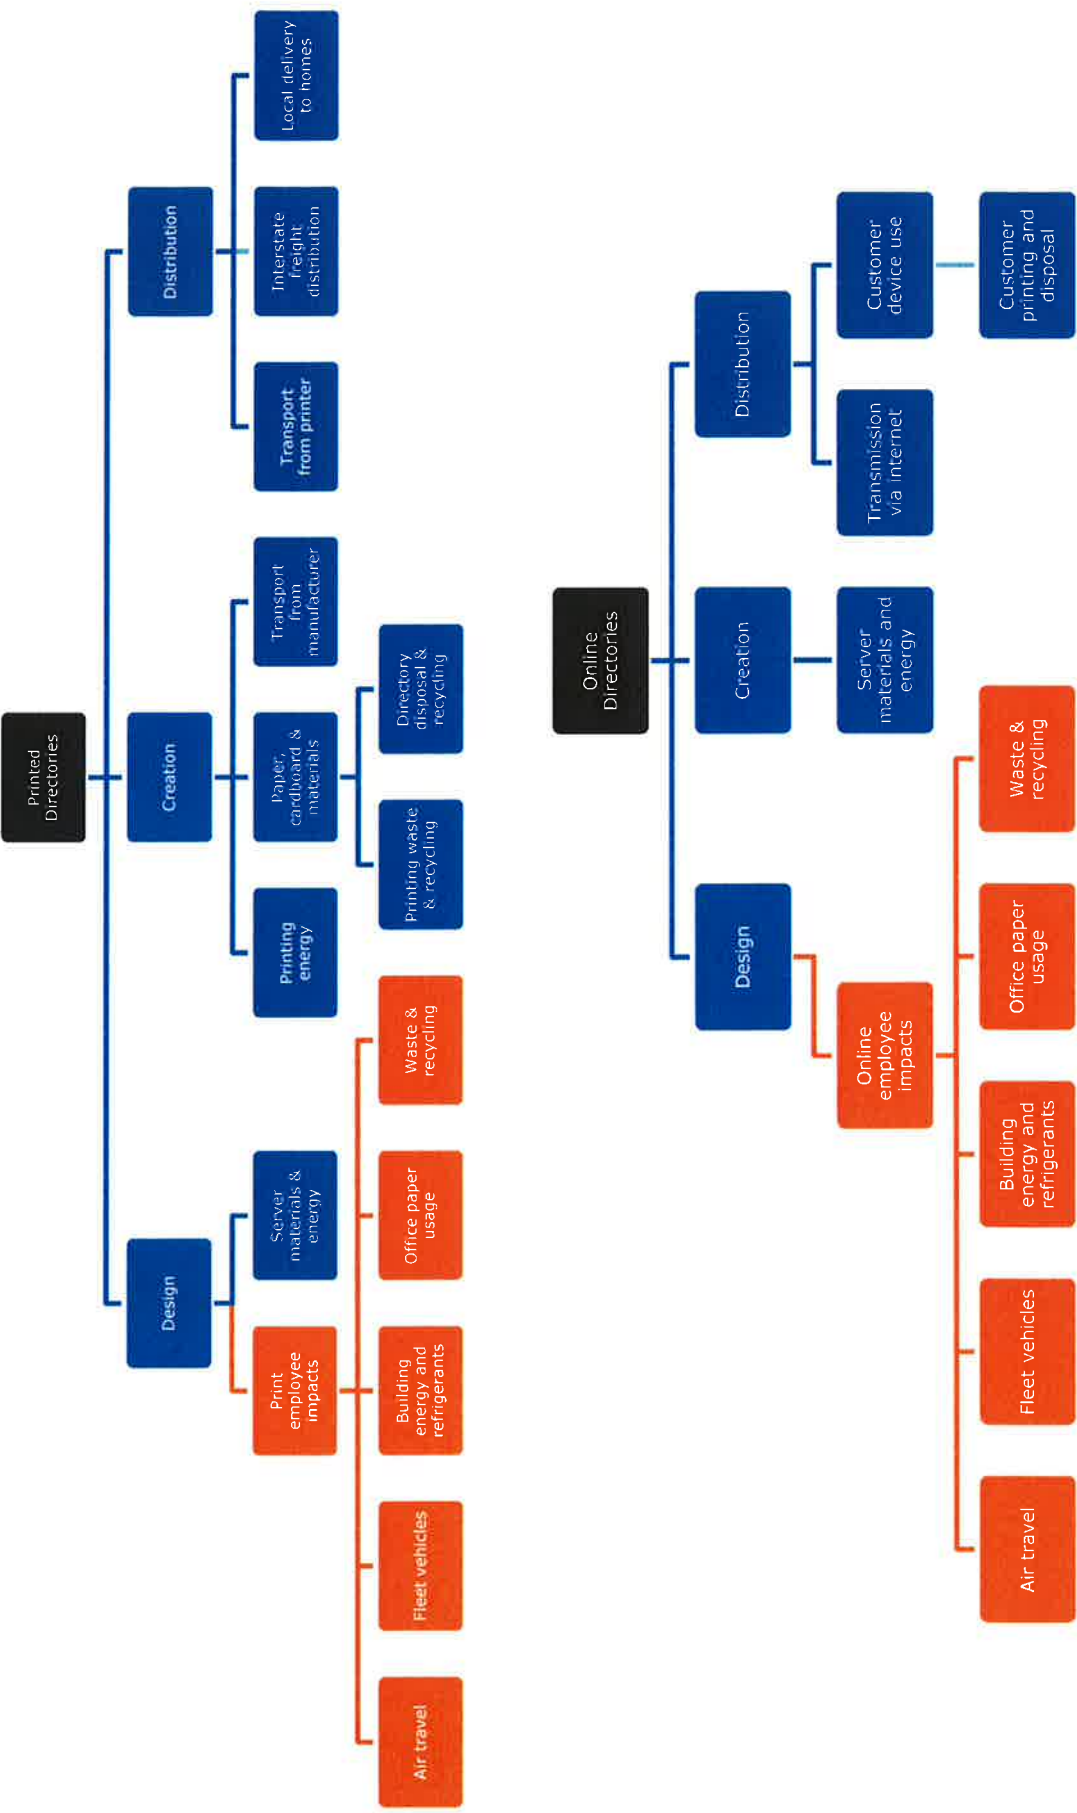 Printed
Directories
Design
Creation
Distribution
Print
employee
impacts
Server
materials &
energy
Printing
energy
Paper,
cardboard &
materials
Transport
from
manufacturer
Transport
from printer
Interstate
freight
distribution
Local delivery
to homes
Air travel
Fleet vehicles
Building
energy and
refrigerants
Office paper
usage
Waste &
recycling
Printing waste
& recycling
Directory
disposal &
recycling
Online
Directories
Design
Creation
Distribution
Online
employee
impacts
Server
materials and
energy
Transmission
via internet
Customer
device use
Air travel
Fleet vehicles
Building
energy and
refrigerants
Office paper
usage
Waste &
recycling
Customer
printing and
disposal